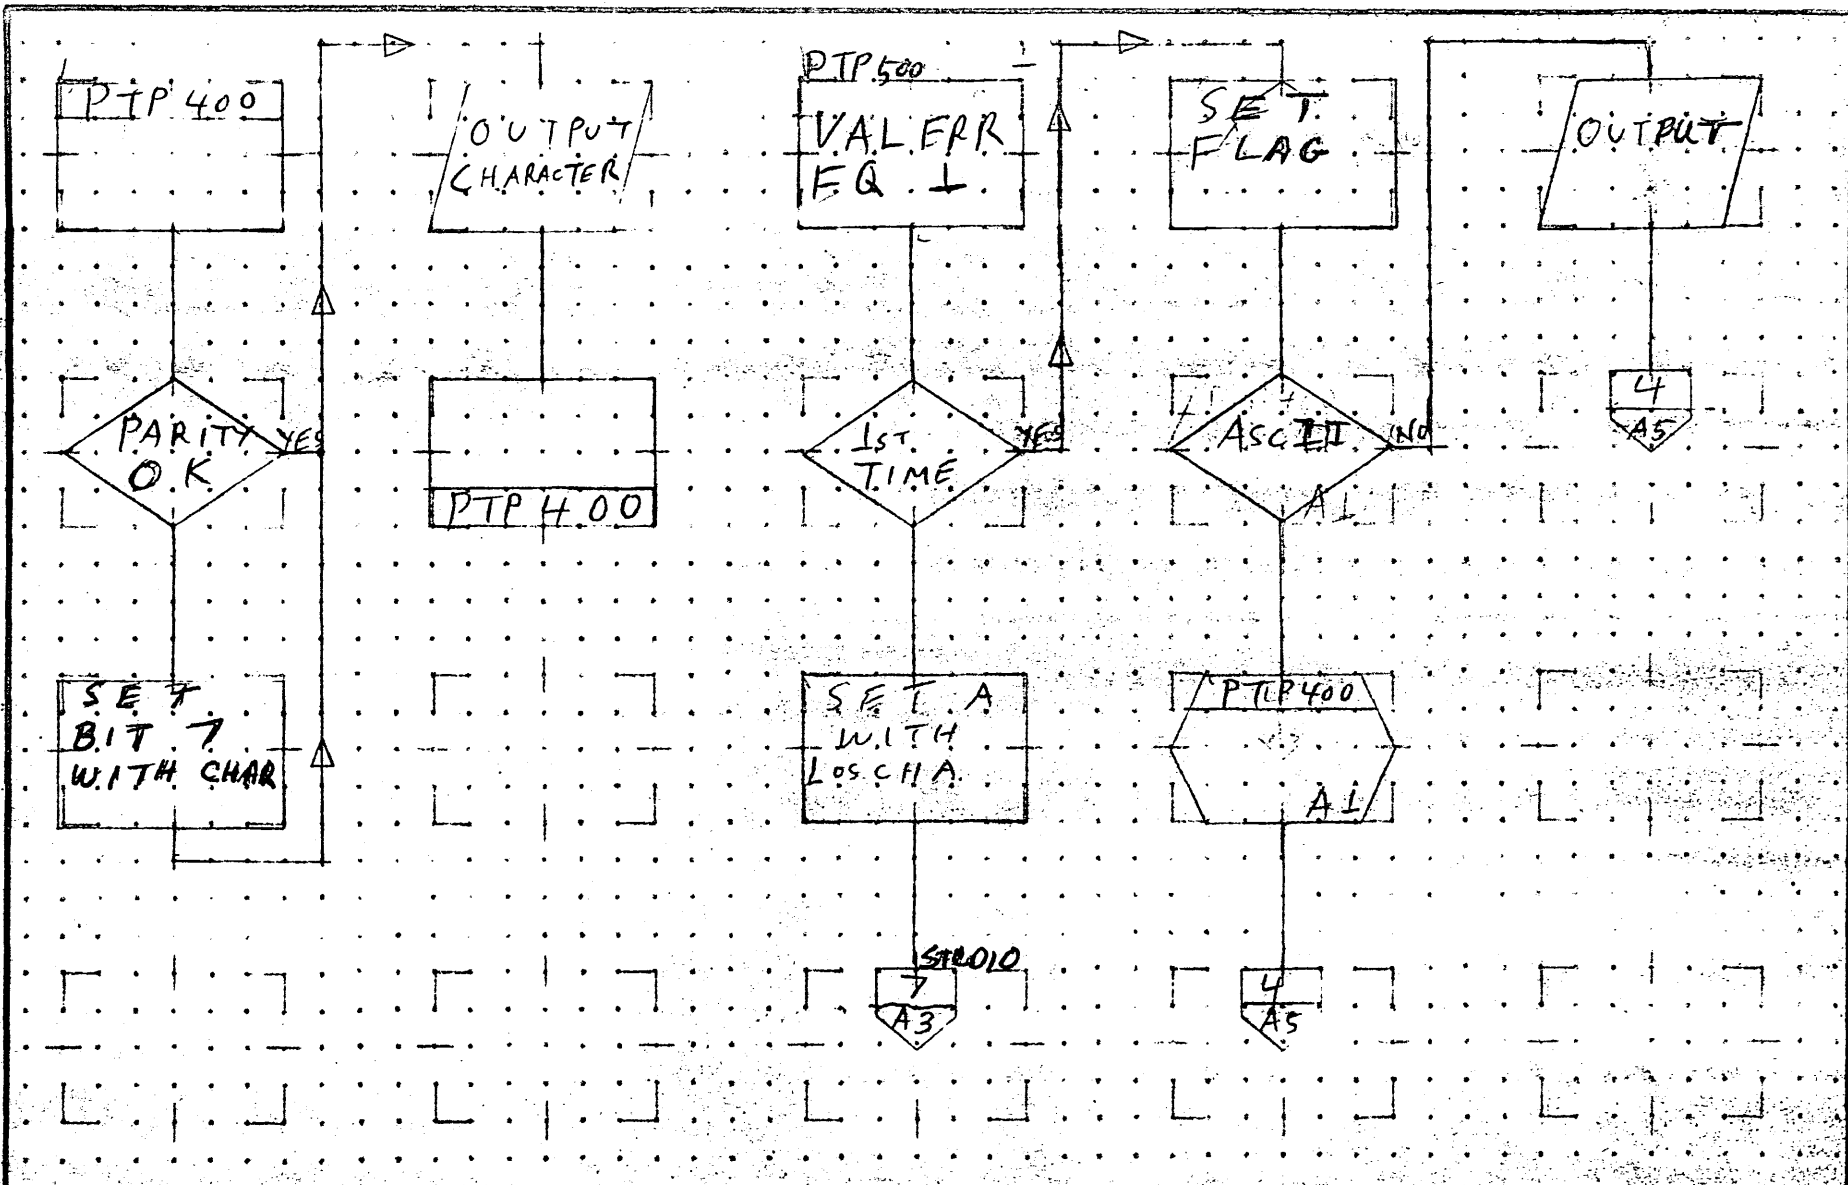 PTP 400
PARITY
OK
YES
SET
BIT 7
WITH CHAR
OUTPUT
CHARACTER
PTP 400
PTP 500
VALERR
EQ 1
1ST
TIME
YES
SET A
WITH
LOSCHA
7
A3
SET
FLAG
ASCII
NO
A1
PTP 400
A1
4
A5
OUTPUT
4
A5